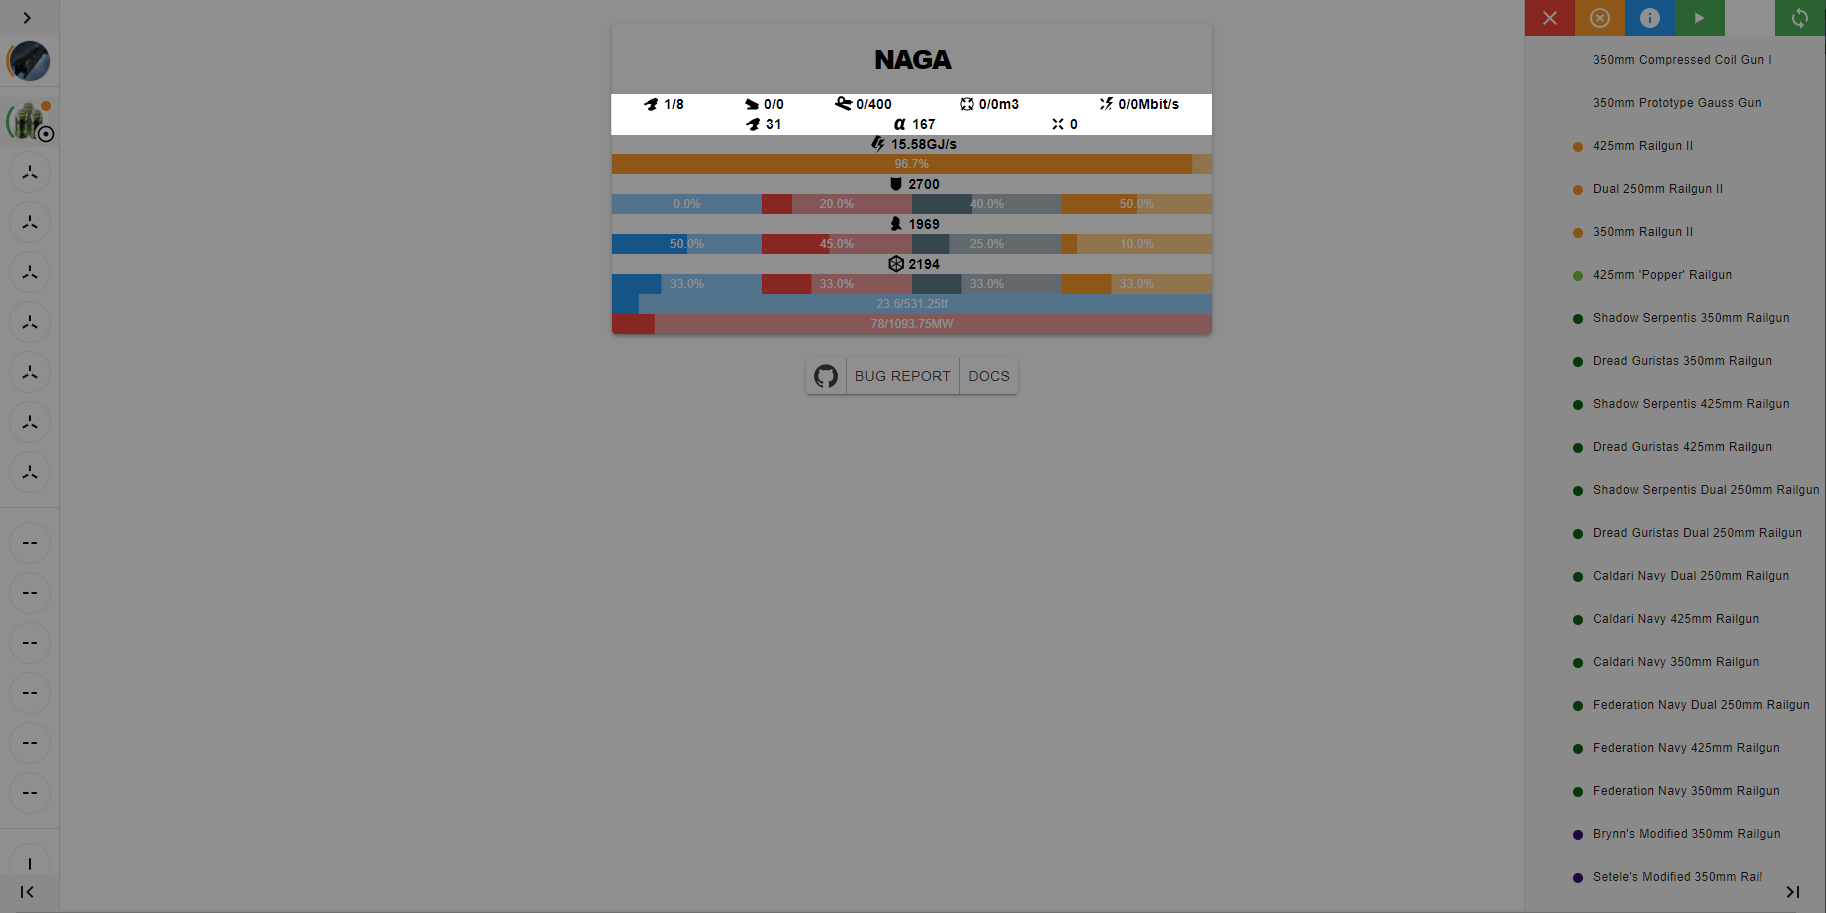 NAGA
1/8 0/0 0/400 0/0m3 0/0Mbit/s
31 α 167 0
15.58GJ/s
96.7%
2700
0.0% 20.0% 40.0% 50.0%
1969
50.0% 45.0% 25.0% 10.0%
2194
33.0% 33.0% 33.0% 33.0%
23.6/531.25tf
78/1093.75MW
BUG REPORT DOCS
350mm Compressed Coil Gun I
350mm Prototype Gauss Gun
425mm Railgun II
Dual 250mm Railgun II
350mm Railgun II
425mm 'Popper' Railgun
Shadow Serpentis 350mm Railgun
Dread Guristas 350mm Railgun
Shadow Serpentis 425mm Railgun
Dread Guristas 425mm Railgun
Shadow Serpentis Dual 250mm Railgun
Dread Guristas Dual 250mm Railgun
Caldari Navy Dual 250mm Railgun
Caldari Navy 425mm Railgun
Caldari Navy 350mm Railgun
Federation Navy Dual 250mm Railgun
Federation Navy 425mm Railgun
Federation Navy 350mm Railgun
Brynn's Modified 350mm Railgun
Setele's Modified 350mm Rail